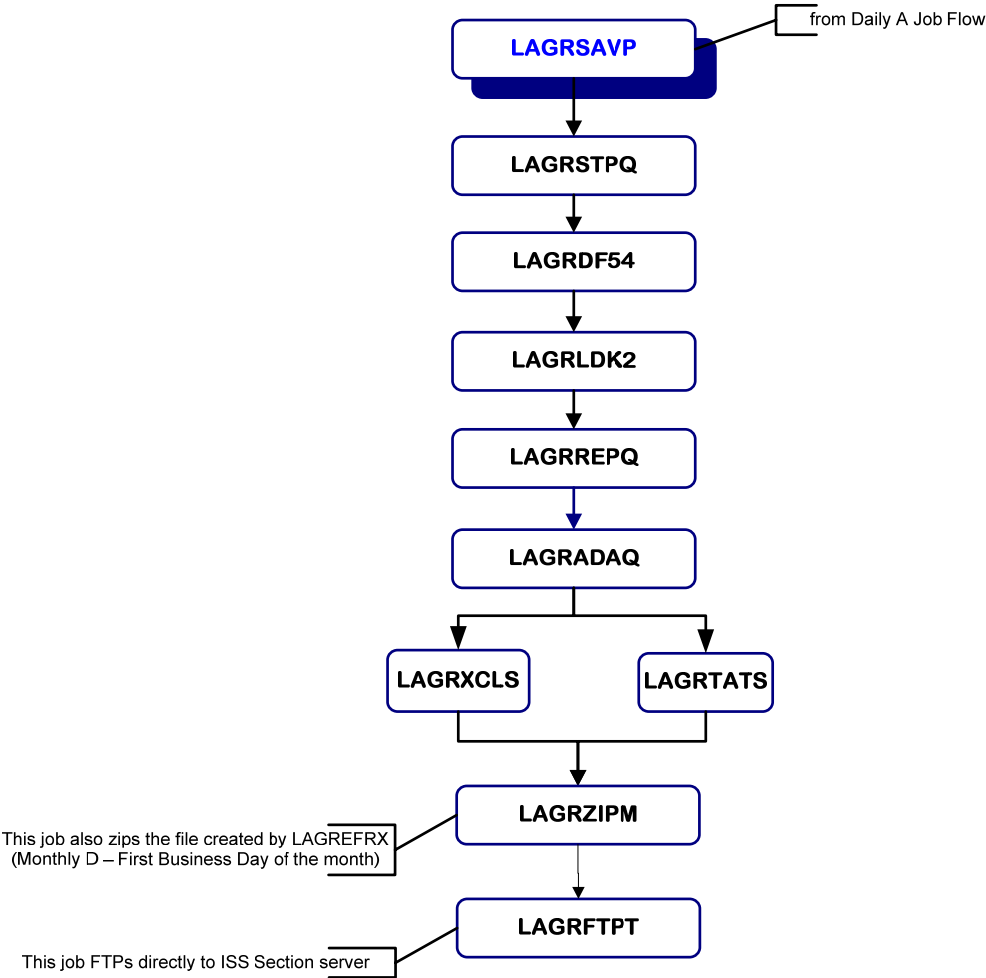 from Daily A Job Flow
LAGRSAVP
LAGRSTPQ
LAGRDF54
LAGRLDK2
LAGRREPQ
LAGRADAQ
LAGRXCLS
LAGRTATS
LAGRZIPM
This job also zips the file created by LAGREFRX
(Monthly D – First Business Day of the month)
LAGRFTPT
This job FTPs directly to ISS Section server